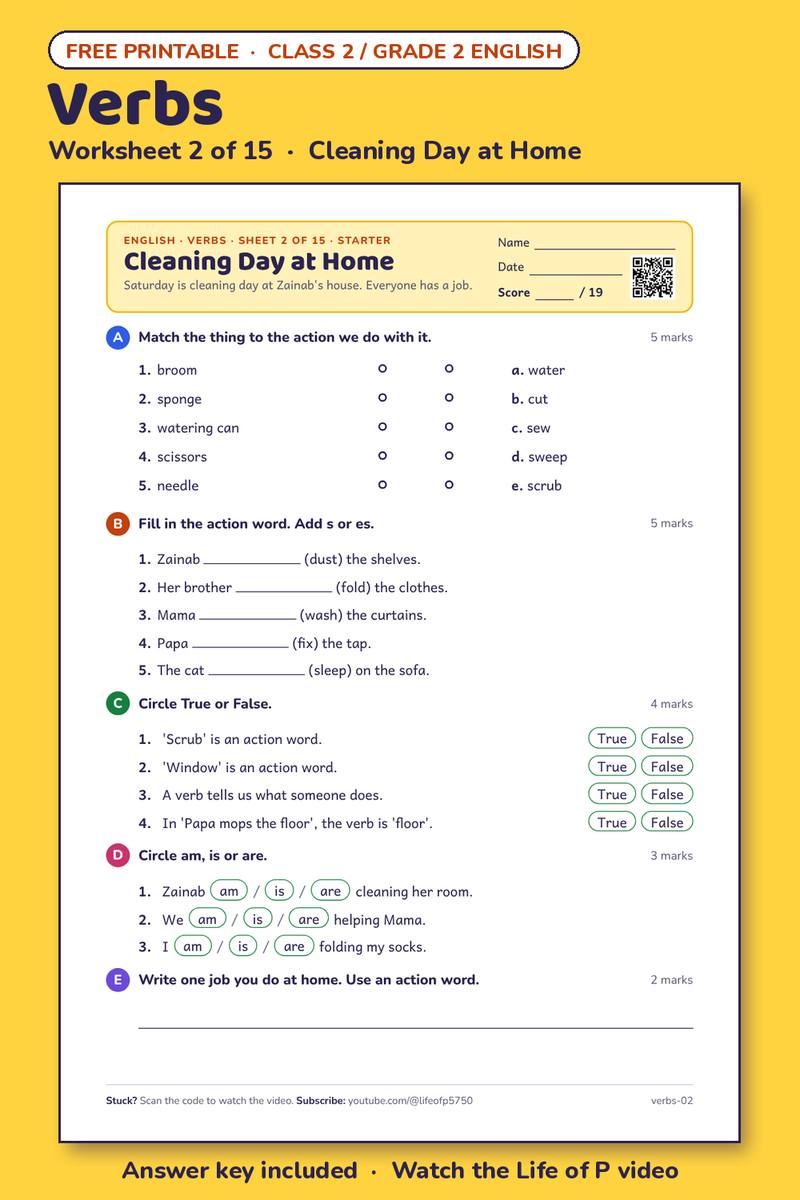 FREE PRINTABLE · CLASS 2 / GRADE 2 ENGLISH
Verbs
Worksheet 2 of 15 · Cleaning Day at Home
ENGLISH · VERBS · SHEET 2 OF 15 · STARTER
Cleaning Day at Home
Saturday is cleaning day at Zainab's house. Everyone has a job.
Name ____________
Date ____________
Score ______ / 19
A Match the thing to the action we do with it. 5 marks
1. broom a. water
2. sponge b. cut
3. watering can c. sew
4. scissors d. sweep
5. needle e. scrub
B Fill in the action word. Add s or es. 5 marks
1. Zainab ____________ (dust) the shelves.
2. Her brother ____________ (fold) the clothes.
3. Mama ____________ (wash) the curtains.
4. Papa ____________ (fix) the tap.
5. The cat ____________ (sleep) on the sofa.
C Circle True or False. 4 marks
1. 'Scrub' is an action word. True False
2. 'Window' is an action word. True False
3. A verb tells us what someone does. True False
4. In 'Papa mops the floor', the verb is 'floor'. True False
D Circle am, is or are. 3 marks
1. Zainab am / is / are cleaning her room.
2. We am / is / are helping Mama.
3. I am / is / are folding my socks.
E Write one job you do at home. Use an action word. 2 marks
Stuck? Scan the code to watch the video. Subscribe: youtube.com/@lifeofp5750 verbs-02
Answer key included · Watch the Life of P video